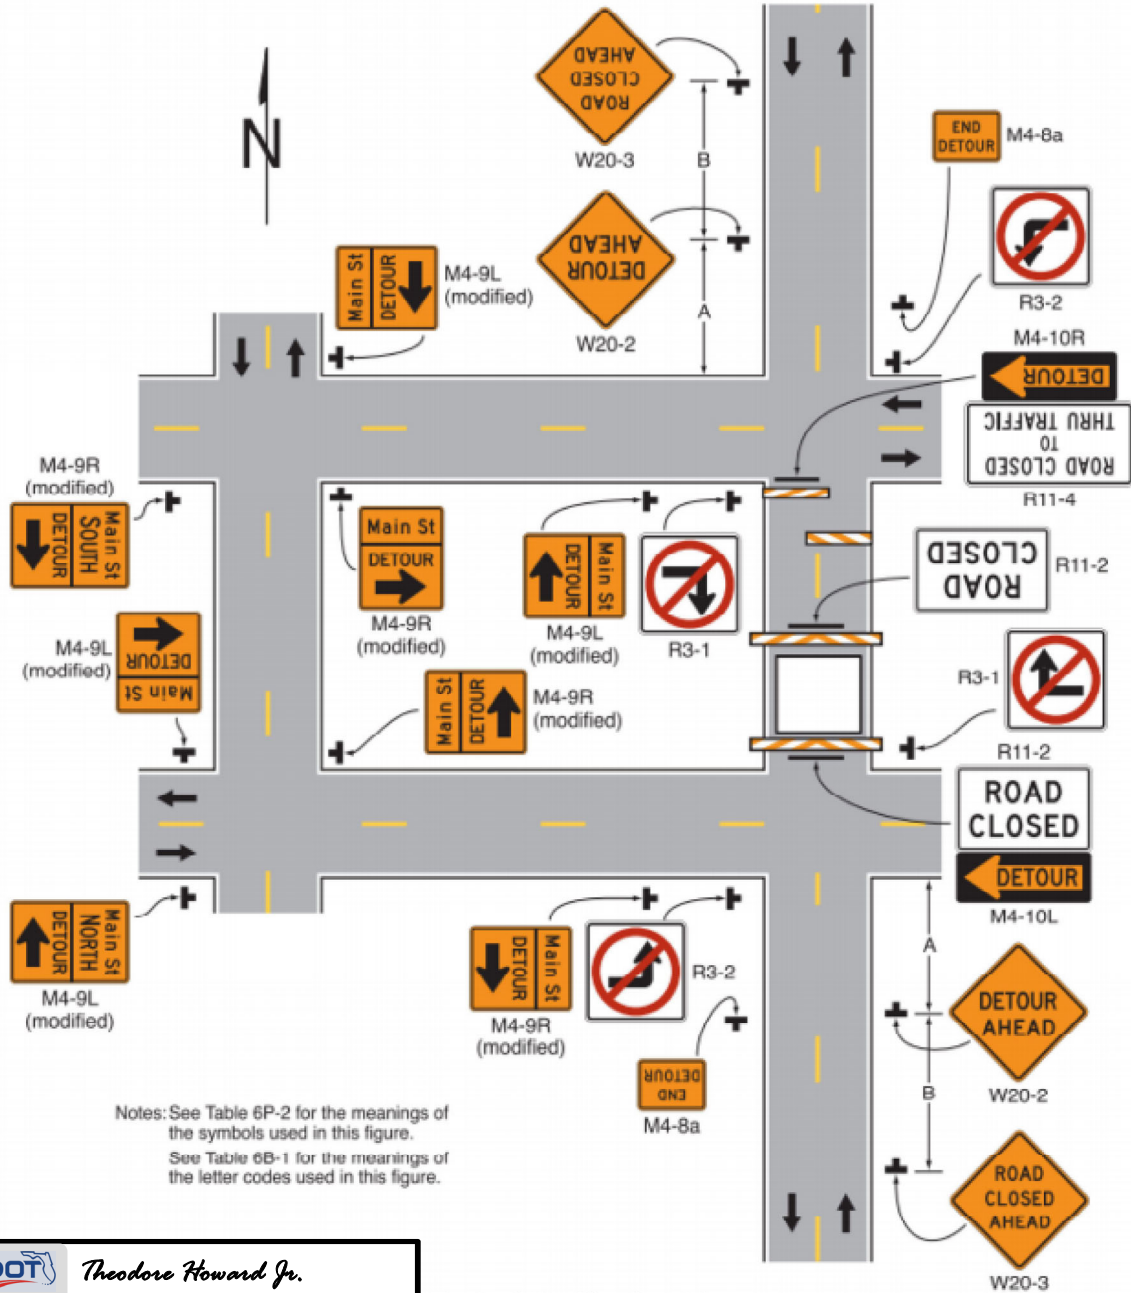 ROAD
CLOSED
AHEAD
W20-3
B
END
DETOUR
M4-8a
N
DETOUR
AHEAD
W20-2
A
R3-2
Main St
DETOUR
M4-9L
(modified)
M4-10R
DETOUR
ROAD CLOSED
TO
THRU TRAFFIC
R11-4
M4-9R
(modified)
Main St
SOUTH
DETOUR
Main St
DETOUR
M4-9R
(modified)
Main St
DETOUR
M4-9L
(modified)
R3-1
ROAD
CLOSED
R11-2
M4-9L
(modified)
Main St
DETOUR
Main St
DETOUR
M4-9R
(modified)
R3-1
R11-2
ROAD
CLOSED
DETOUR
M4-10L
Main St
NORTH
DETOUR
M4-9L
(modified)
Main St
DETOUR
M4-9R
(modified)
R3-2
END
DETOUR
M4-8a
A
DETOUR
AHEAD
W20-2
B
ROAD
CLOSED
AHEAD
W20-3
Notes: See Table 6P-2 for the meanings of
the symbols used in this figure.
See Table 6B-1 for the meanings of
the letter codes used in this figure.
DOT
Theodore Howard Jr.